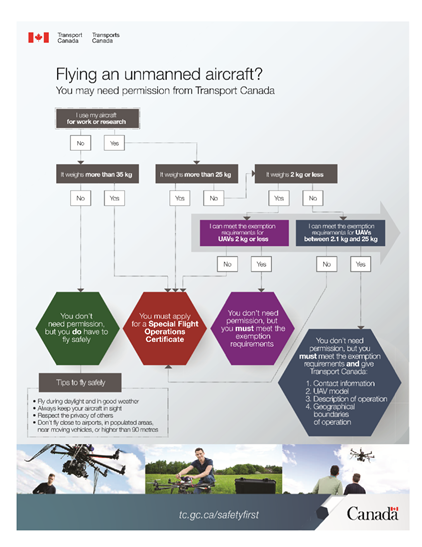 Transport Canada
Transports Canada
Flying an unmanned aircraft?
You may need permission from Transport Canada
I use my aircraft
for work or research
No
Yes
It weighs more than 35 kg
It weighs more than 25 kg
It weighs 2 kg or less
No
Yes
Yes
No
Yes
No
I can meet the exemption
requirements for
UAVs 2 kg or less
I can meet the exemption
requirements for UAVs
between 2.1 kg and 25 kg
No
Yes
No
Yes
You don't
need permission,
but you do have to
fly safely
You must apply
for a Special Flight
Operations
Certificate
You don't need
permission, but
you must meet the
exemption
requirements
You don't need
permission, but you
must meet the exemption
requirements and give
Transport Canada:
1. Contact information
2. UAV model
3. Description of operation
4. Geographical
boundaries
of operation
Tips to fly safely
• Fly during daylight and in good weather
• Always keep your aircraft in sight
• Respect the privacy of others
• Don't fly close to airports, in populated areas,
near moving vehicles, or higher than 90 metres
tc.gc.ca/safetyfirst
Canada